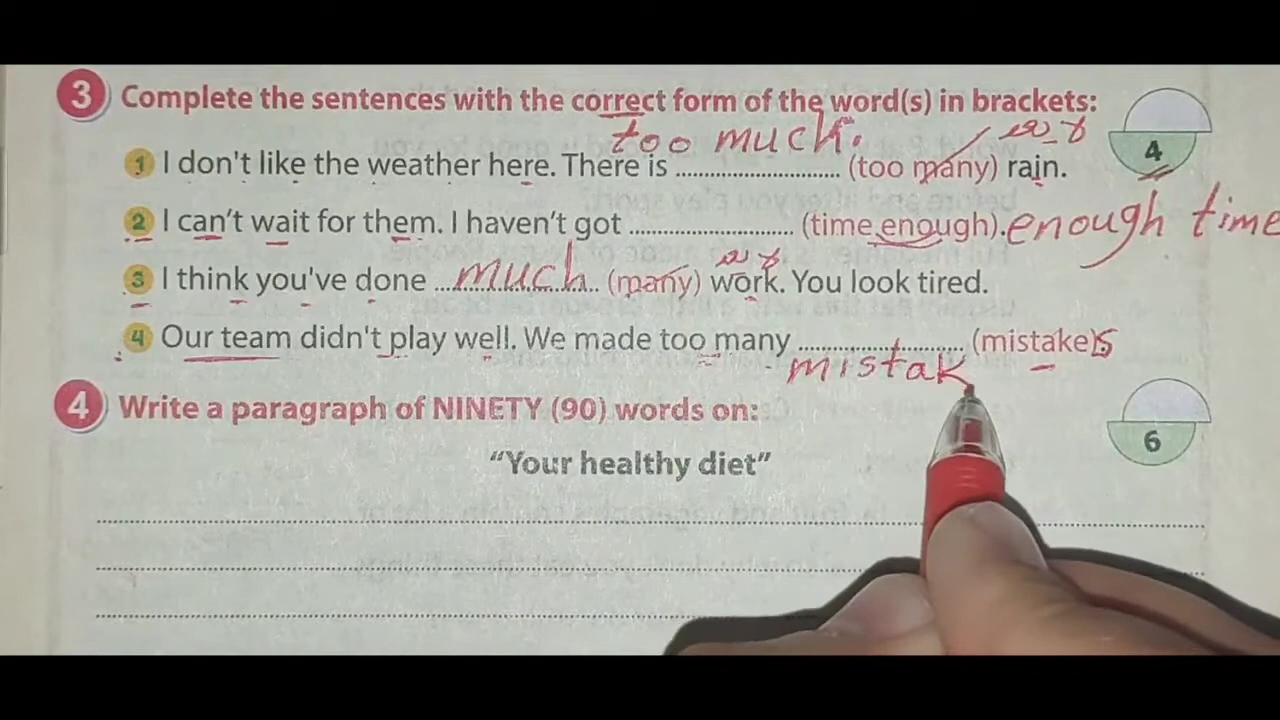 3 Complete the sentences with the correct form of the word(s) in brackets:
too much.
1 I don't like the weather here. There is ............................ (too many) rain.
4
2 I can't wait for them. I haven't got ............................ (time enough). enough time
3 I think you've done ... much ... (many) work. You look tired.
4 Our team didn't play well. We made too many ............................ (mistake)s
mistak
4 Write a paragraph of NINETY (90) words on:
6
"Your healthy diet"